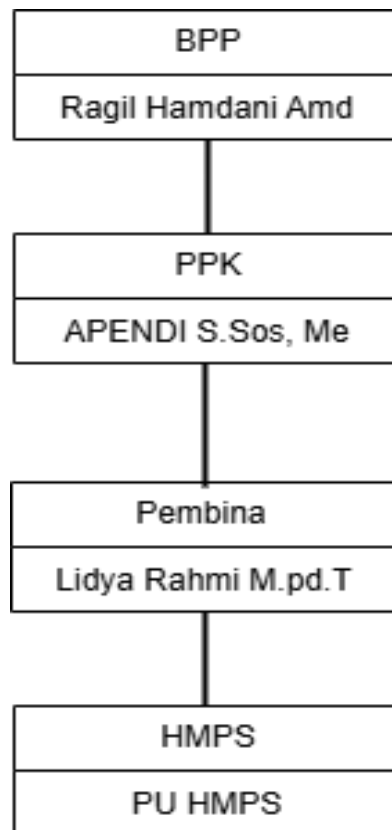 BPP
Ragil Hamdani Amd
PPK
APENDI S.Sos, Me
Pembina
Lidya Rahmi M.pd.T
HMPS
PU HMPS